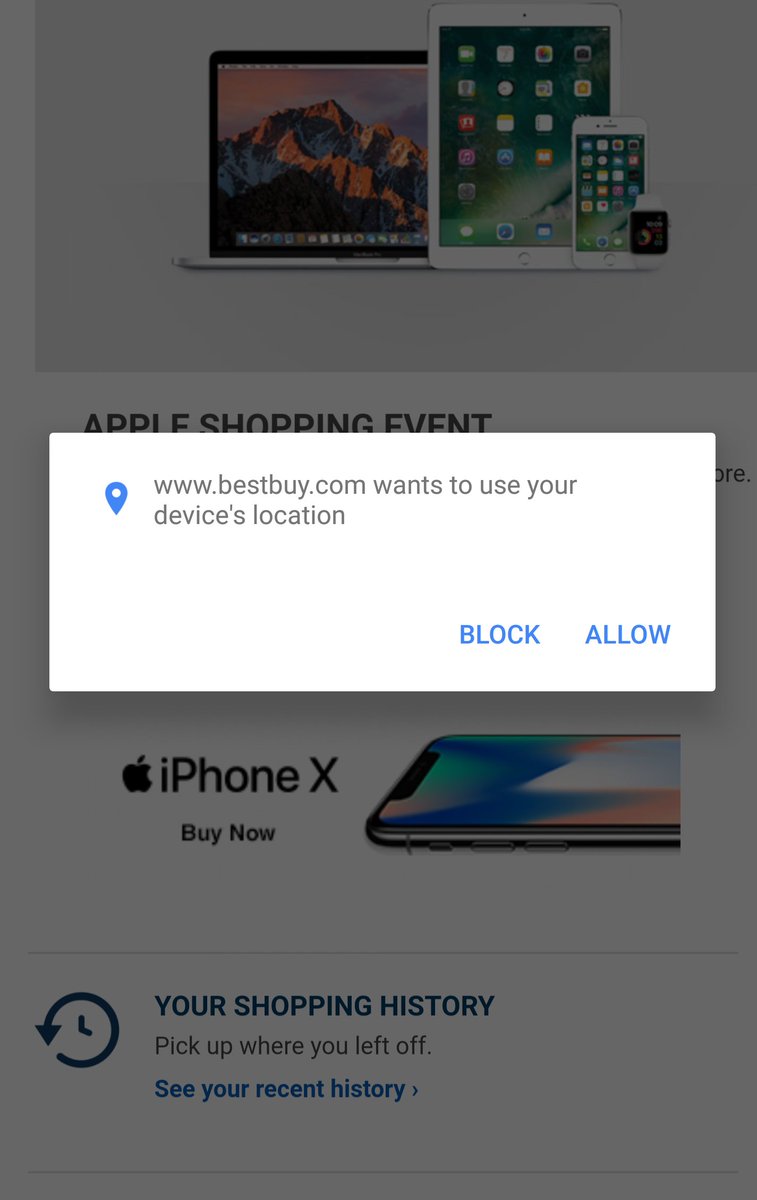 APPLE SHOPPING EVENT
ore.
www.bestbuy.com wants to use your
device's location
BLOCK ALLOW
iPhone X
Buy Now
YOUR SHOPPING HISTORY
Pick up where you left off.
See your recent history ›